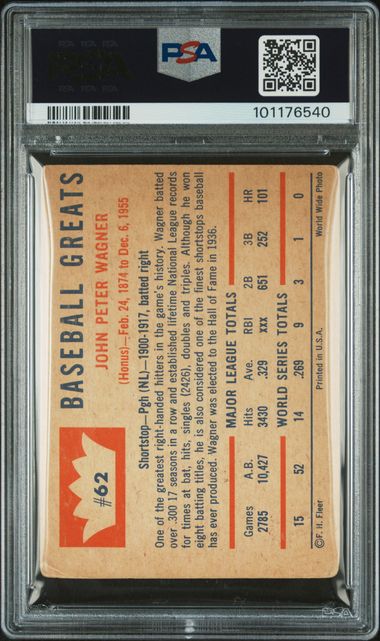 PSA
101176540
#62
BASEBALL GREATS
JOHN PETER WAGNER
(Honus)—Feb. 24, 1874 to Dec. 6, 1955
Shortstop—Pgh (NL)—1900-1917, batted right
One of the greatest right-handed hitters in the game's history. Wagner batted
over .300 17 seasons in a row and established lifetime National League records
for times at bat, hits, singles (2426), doubles and triples. Although he won
eight batting titles, he is also considered one of the finest shortstops baseball
has ever produced. Wagner was elected to the Hall of Fame in 1936.
MAJOR LEAGUE TOTALS
Games A.B. Hits Ave. RBI 2B 3B HR
2785 10,427 3430 .329 xxx 651 252 101
WORLD SERIES TOTALS
15 52 14 .269 9 3 1 0
©F. H. Fleer Printed in U.S.A. World Wide Photo